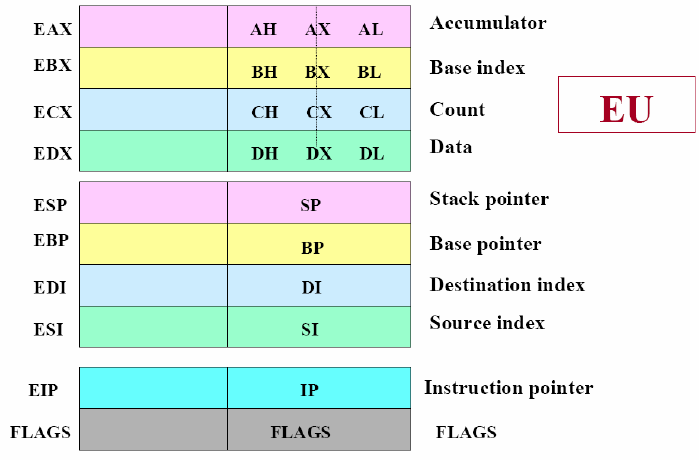 EAX AH AX AL Accumulator
EBX BH BX BL Base index
ECX CH CX CL Count
EU
EDX DH DX DL Data
ESP SP Stack pointer
EBP BP Base pointer
EDI DI Destination index
ESI SI Source index
EIP IP Instruction pointer
FLAGS FLAGS FLAGS